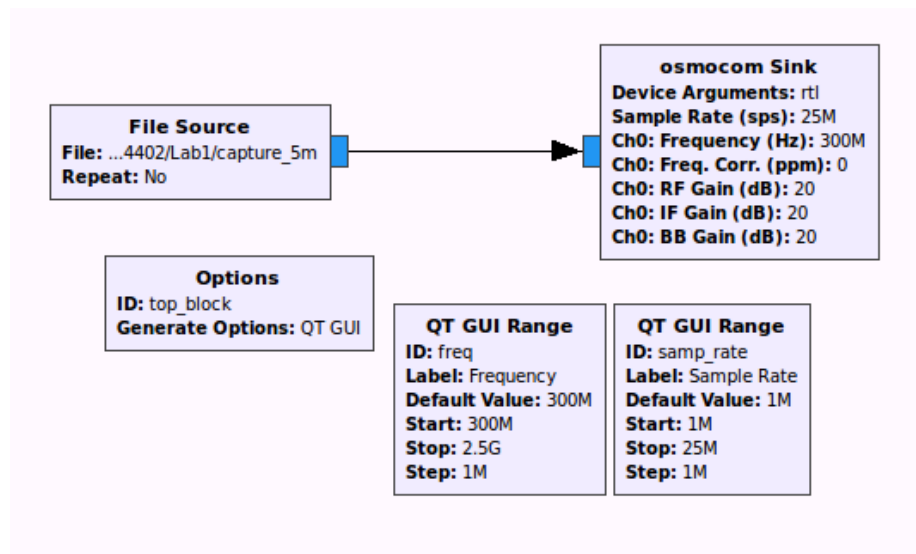 osmocom Sink
Device Arguments: rtl
Sample Rate (sps): 25M
Ch0: Frequency (Hz): 300M
Ch0: Freq. Corr. (ppm): 0
Ch0: RF Gain (dB): 20
Ch0: IF Gain (dB): 20
Ch0: BB Gain (dB): 20
File Source
File: ...4402/Lab1/capture_5m
Repeat: No
Options
ID: top_block
Generate Options: QT GUI
QT GUI Range
ID: freq
Label: Frequency
Default Value: 300M
Start: 300M
Stop: 2.5G
Step: 1M
QT GUI Range
ID: samp_rate
Label: Sample Rate
Default Value: 1M
Start: 1M
Stop: 25M
Step: 1M